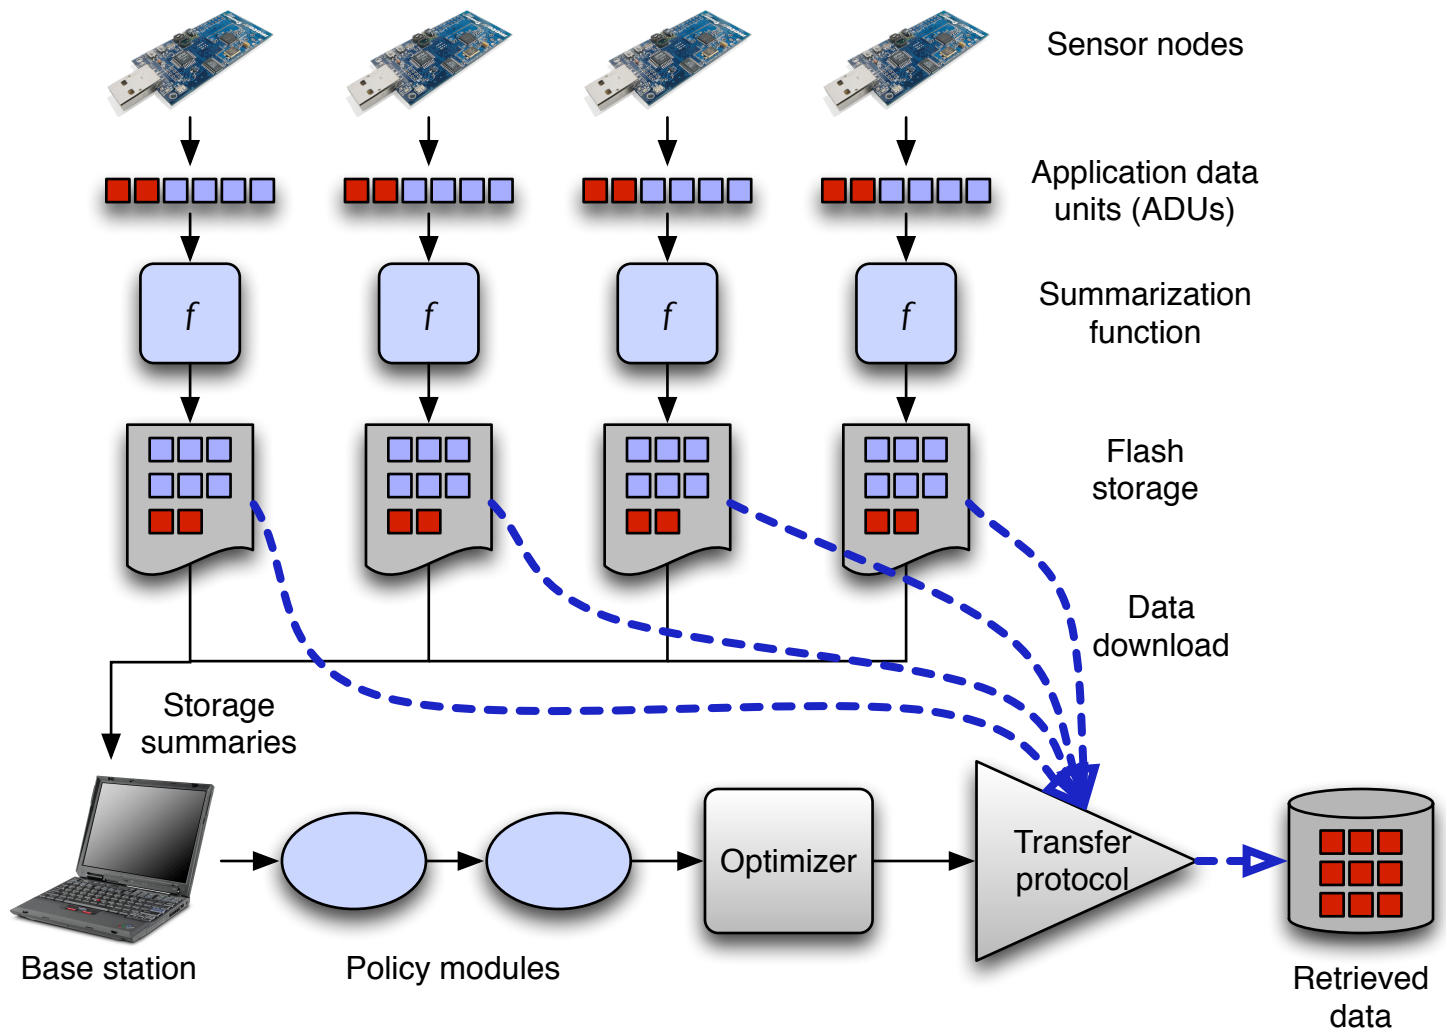 Sensor nodes
Application data
units (ADUs)
f f f f
Summarization
function
Flash
storage
Data
download
Storage
summaries
Optimizer
Transfer
protocol
Base station
Policy modules
Retrieved
data